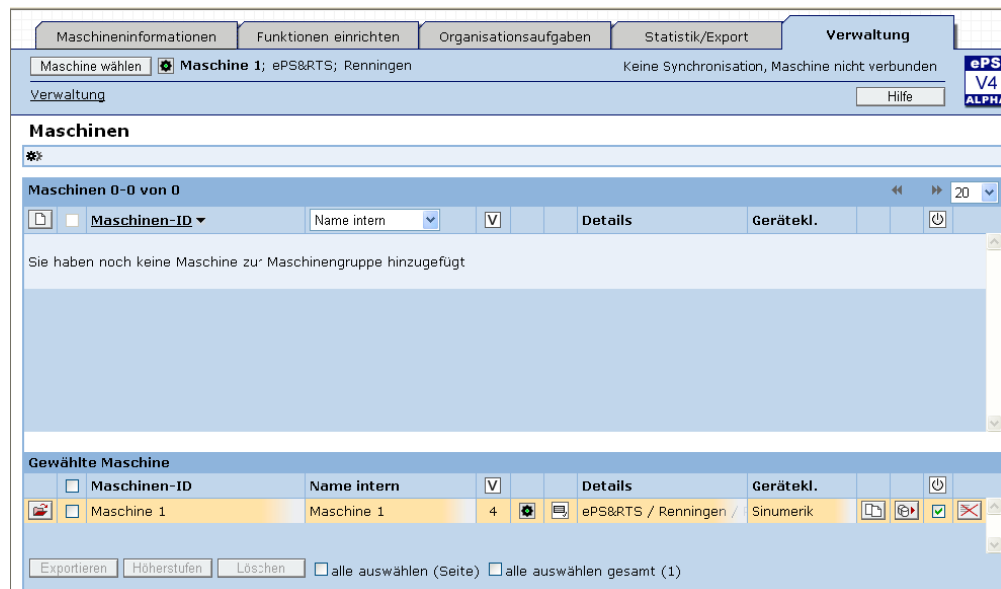 Maschineninformationen Funktionen einrichten Organisationsaufgaben Statistik/Export Verwaltung
Maschine wählen Maschine 1; ePS&RTS; Renningen Keine Synchronisation, Maschine nicht verbunden ePS
V4
Verwaltung Hilfe ALPHA
Maschinen
Maschinen 0-0 von 0 20
Maschinen-ID Name intern V Details Gerätekl.
Sie haben noch keine Maschine zur Maschinengruppe hinzugefügt
Gewählte Maschine
Maschinen-ID Name intern V Details Gerätekl.
Maschine 1 Maschine 1 4 ePS&RTS / Renningen / Sinumerik
Exportieren Höherstufen Löschen alle auswählen (Seite) alle auswählen gesamt (1)